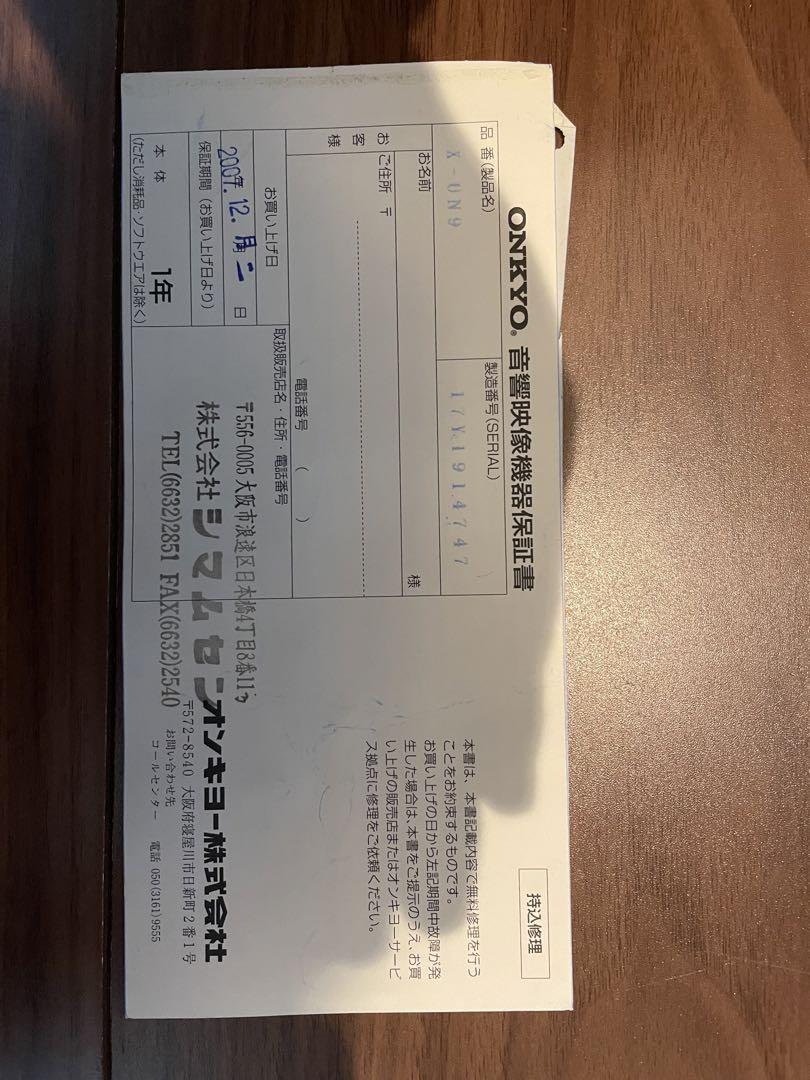 ONKYO® 音響映像機器保証書
持込修理
品番(製品名)
X-UN9
製造番号(SERIAL)
17Y.1914747
お客様
お名前
様
ご住所 〒
電話番号 ( )
お買い上げ日
2007年.12.月二日
保証期間(お買い上げ日より)
本体 1年
(ただし消耗品・ソフトウエアは除く)
取扱販売店名・住所・電話番号
〒556-0005 大阪市浪速区日本橋4丁目8番11号
株式会社シマムセン
TEL(6632)2851 FAX(6632)2540
本書は、本書記載内容で無料修理を行う
ことをお約束するものです。
お買い上げの日から左記期間中故障が発
生した場合は、本書をご提示のうえ、お買
い上げの販売店またはオンキヨーサービ
ス拠点に修理をご依頼ください。
オンキヨー株式会社
〒572-8540 大阪府寝屋川市日新町2番1号
お問い合わせ先
コールセンター 電話 050(3161)9555